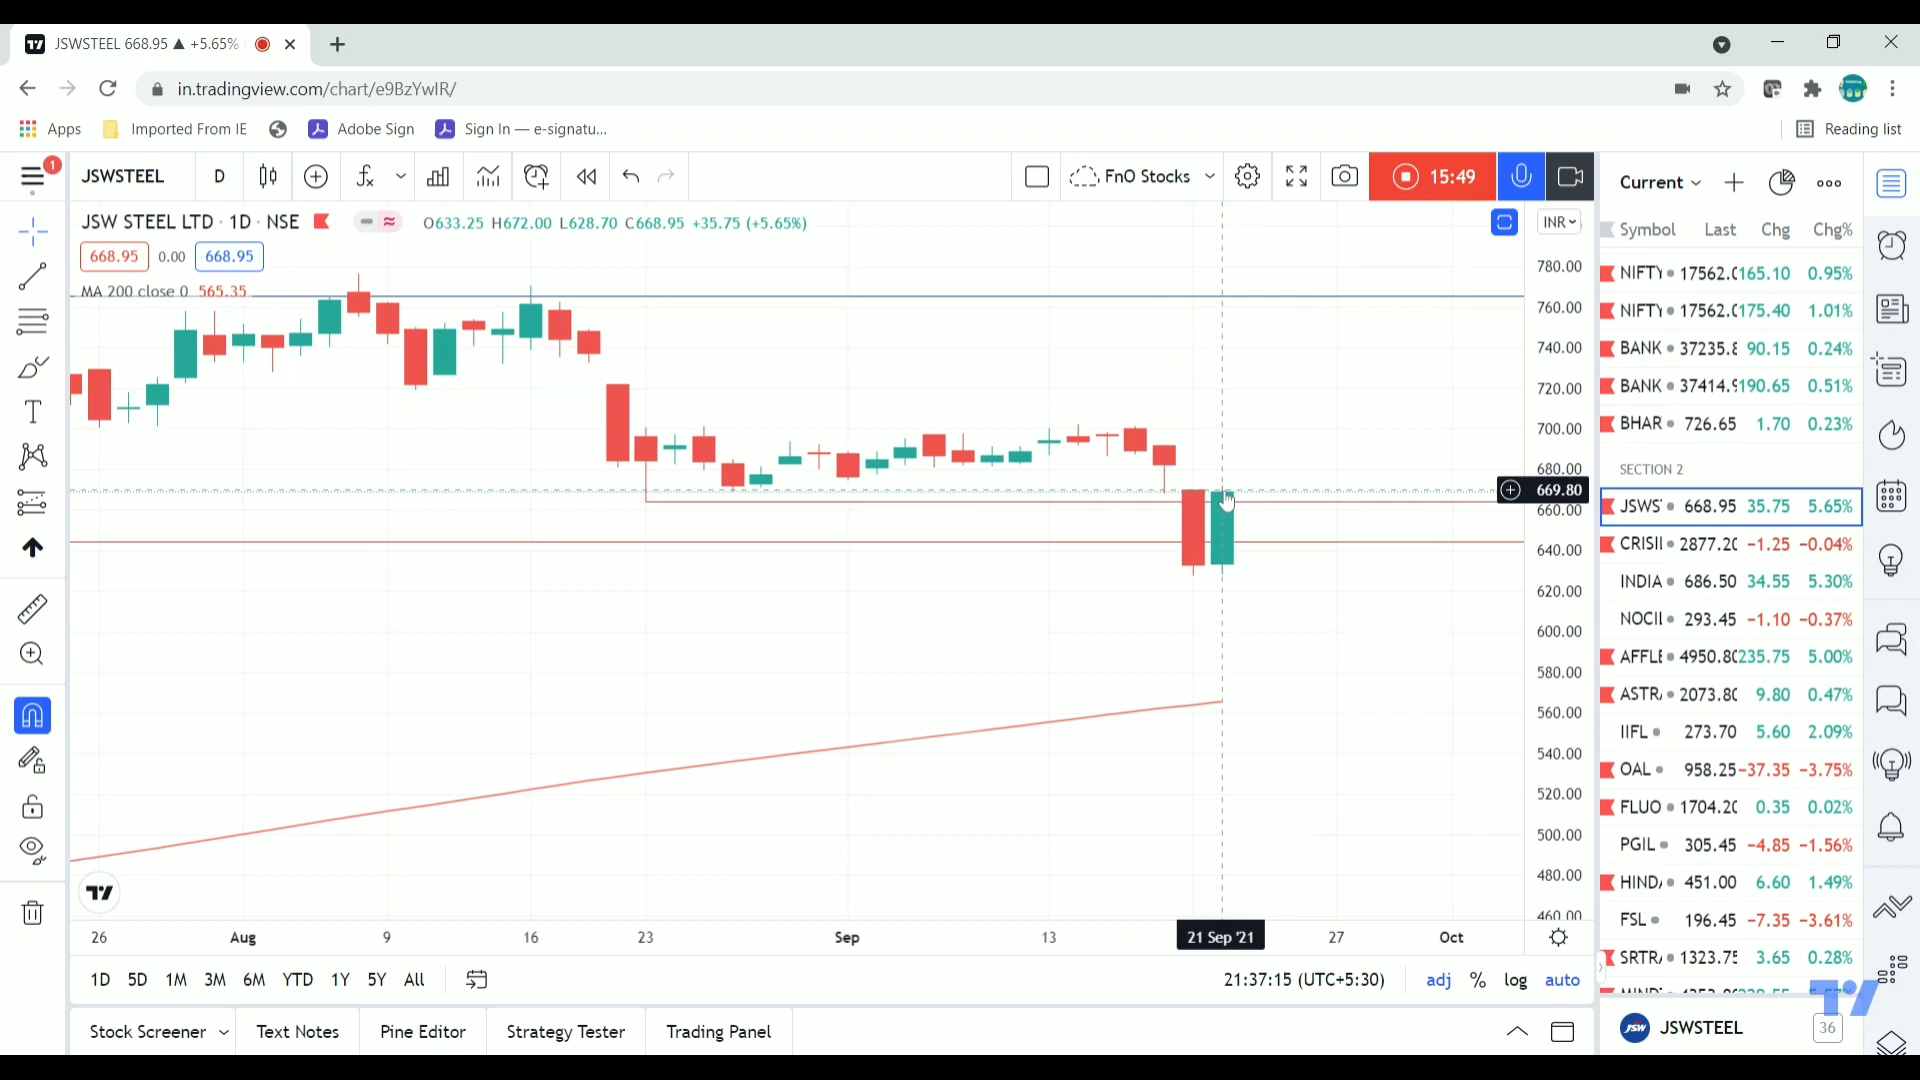 JSWSTEEL 668.95 ▲ +5.65%
in.tradingview.com/chart/e9BzYwIR/
Apps Imported From IE Adobe Sign Sign In — e-signatu... Reading list
1 JSWSTEEL D FnO Stocks 15:49
Current
JSW STEEL LTD · 1D · NSE O633.25 H672.00 L628.70 C668.95 +35.75 (+5.65%) INR
Symbol Last Chg Chg%
668.95 0.00 668.95
MA 200 close 0 565.35
780.00
760.00
740.00
720.00
700.00
680.00
669.80
660.00
640.00
620.00
600.00
580.00
560.00
540.00
520.00
500.00
480.00
460.00
NIFTY 17562.0 165.10 0.95%
NIFTY 17562.0 175.40 1.01%
BANK 37235.8 90.15 0.24%
BANK 37414.9 190.65 0.51%
BHAR 726.65 1.70 0.23%
SECTION 2
JSWS 668.95 35.75 5.65%
CRISII 2877.20 −1.25 −0.04%
INDIA 686.50 34.55 5.30%
NOCIL 293.45 −1.10 −0.37%
AFFLE 4950.80 235.75 5.00%
ASTR 2073.80 9.80 0.47%
IIFL 273.70 5.60 2.09%
OAL 958.25 −37.35 −3.75%
FLUO 1704.20 0.35 0.02%
PGIL 305.45 −4.85 −1.56%
HIND 451.00 6.60 1.49%
FSL 196.45 −7.35 −3.61%
SRTR 1323.75 3.65 0.28%
26 Aug 9 16 23 Sep 13 21 Sep '21 27 Oct
1D 5D 1M 3M 6M YTD 1Y 5Y All 21:37:15 (UTC+5:30) adj % log auto
Stock Screener Text Notes Pine Editor Strategy Tester Trading Panel
JSW JSWSTEEL 36